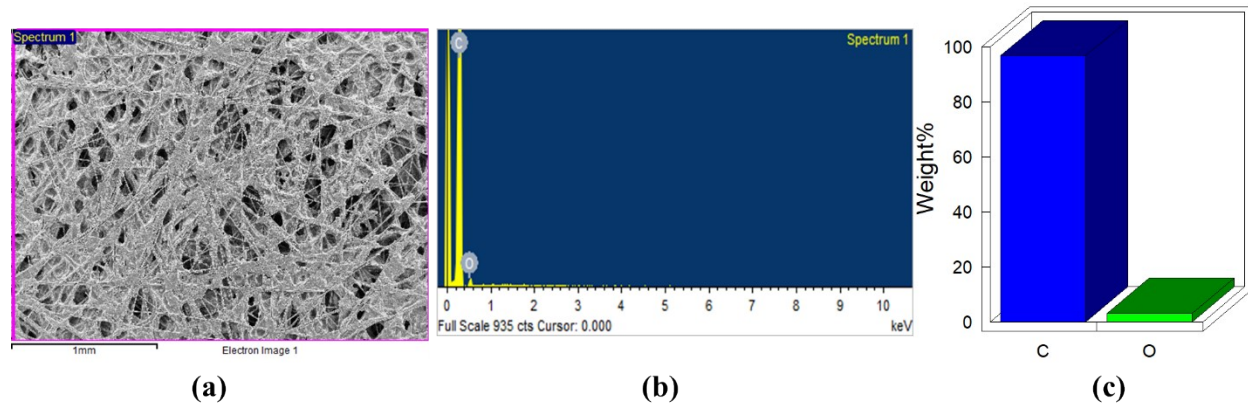 Spectrum 1
1mm
Electron Image 1
(a)
C
Spectrum 1
O
0 1 2 3 4 5 6 7 8 9 10
Full Scale 935 cts Cursor: 0.000
keV
(b)
Weight%
100
80
60
40
20
0
C O
(c)